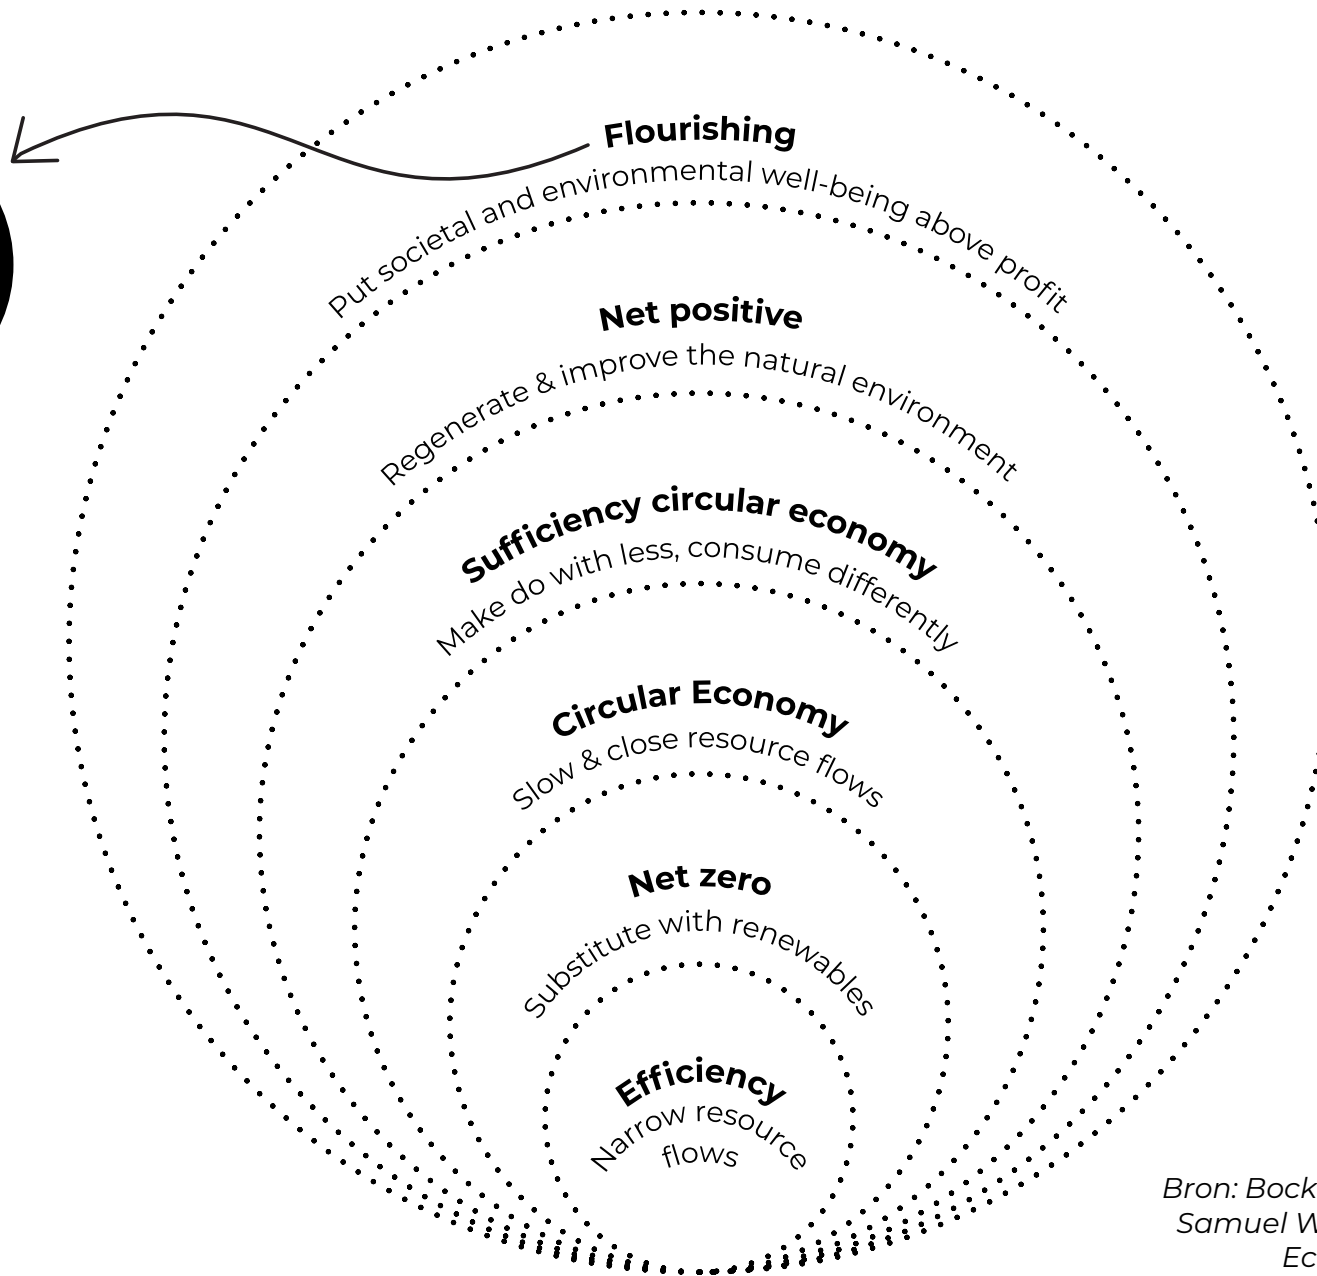 Flourishing
Put societal and environmental well-being above profit
Net positive
Regenerate & improve the natural environment
Sufficiency circular economy
Make do with less, consume differently
Circular Economy
Slow & close resource flows
Net zero
Substitute with renewables
Efficiency
Narrow resource
flows
Bron: Bock
Samuel W
Ec